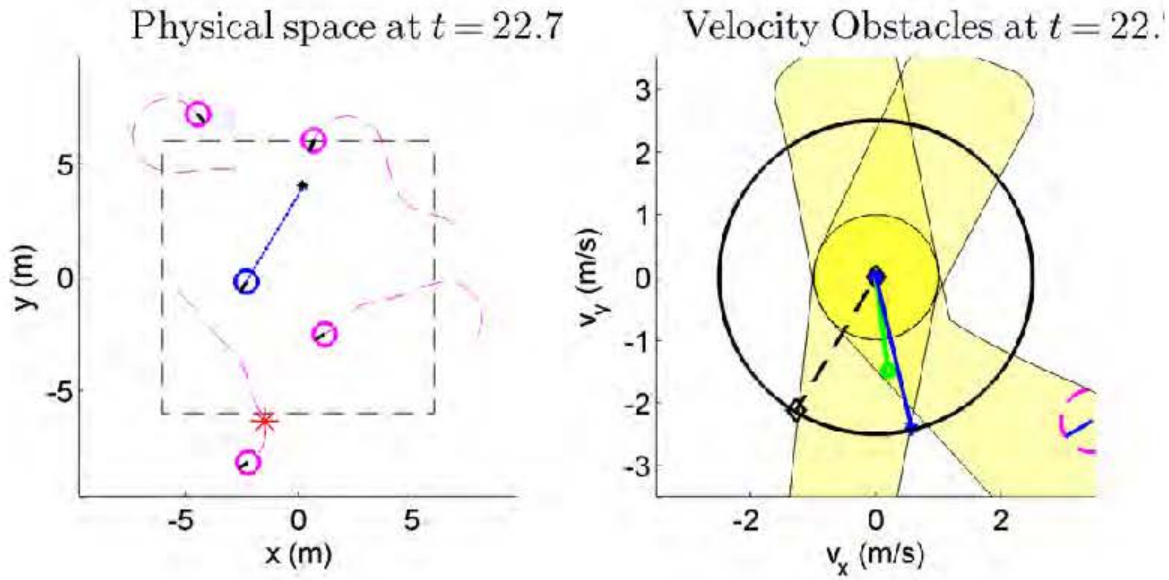 Physical space at t = 22.7
5
0
-5
y (m)
-5
0
5
x (m)
Velocity Obstacles at t = 22.
3
2
1
0
-1
-2
-3
v_y (m/s)
-2
0
2
v_x (m/s)